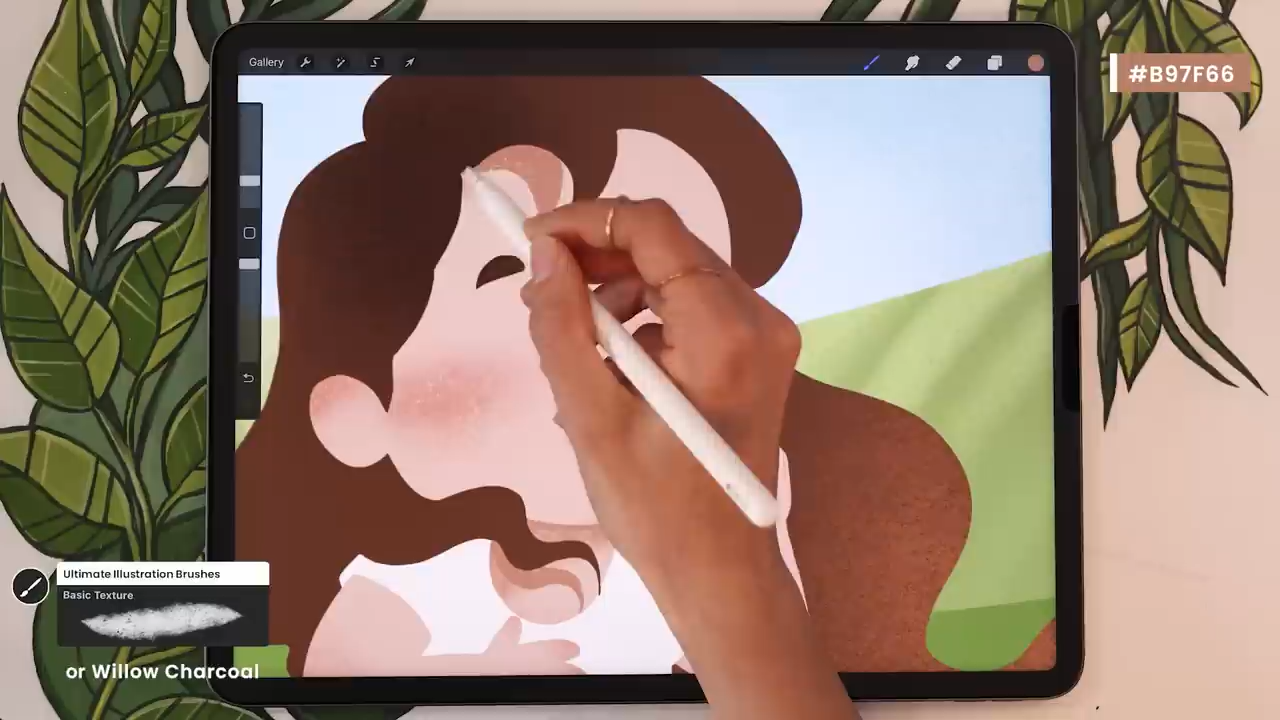 Gallery
#B97F66
Ultimate Illustration Brushes
Basic Texture
or Willow Charcoal